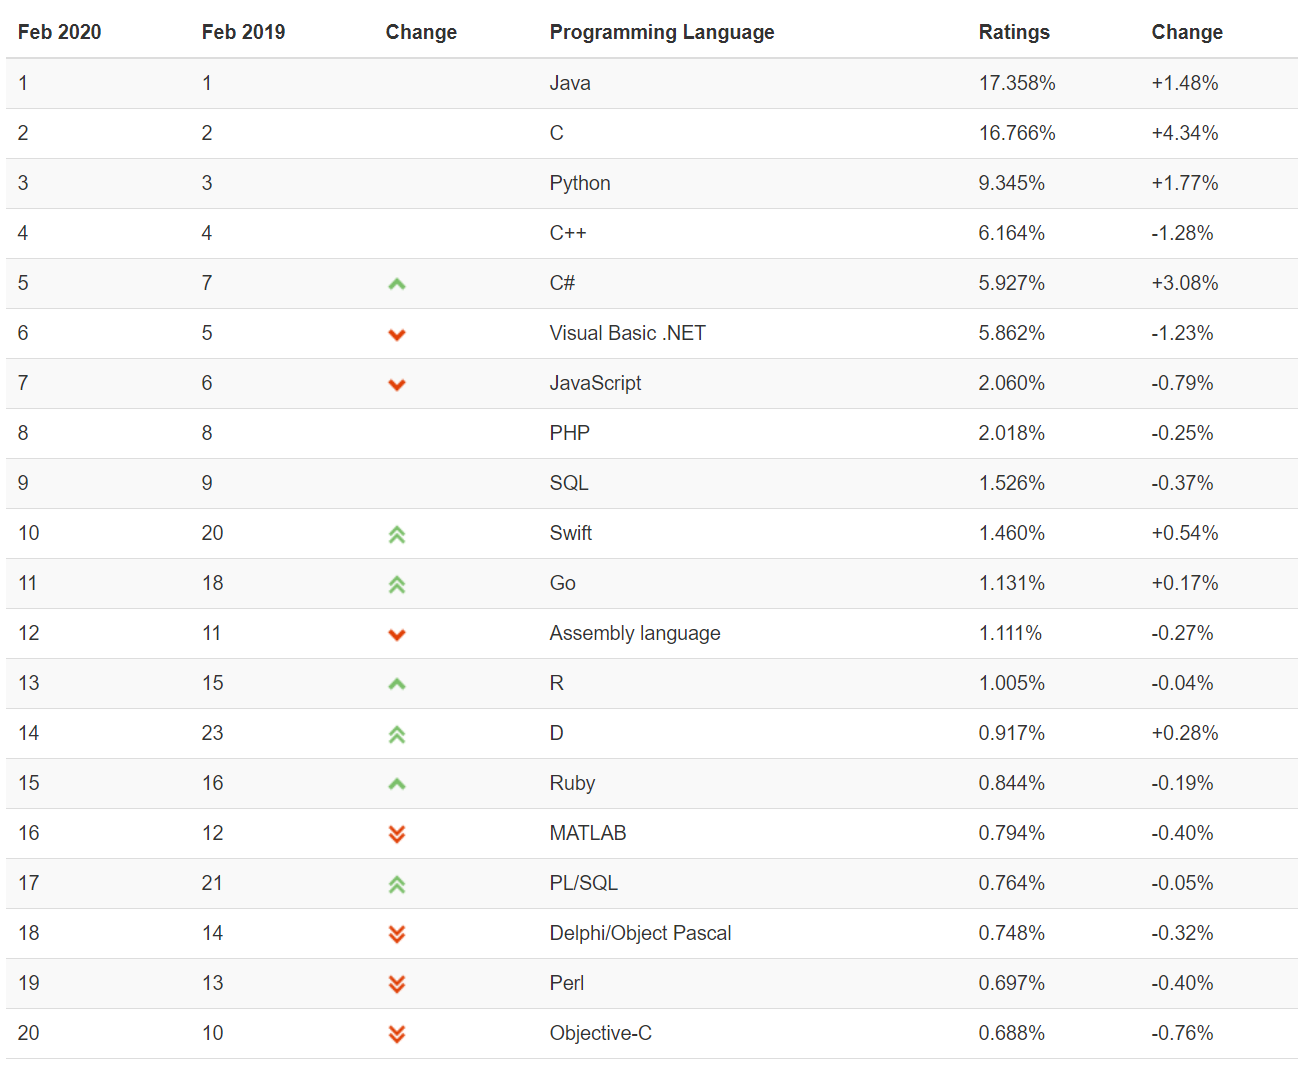 Feb 2020 Feb 2019 Change Programming Language Ratings Change
1 1 Java 17.358% +1.48%
2 2 C 16.766% +4.34%
3 3 Python 9.345% +1.77%
4 4 C++ 6.164% -1.28%
5 7 C# 5.927% +3.08%
6 5 Visual Basic .NET 5.862% -1.23%
7 6 JavaScript 2.060% -0.79%
8 8 PHP 2.018% -0.25%
9 9 SQL 1.526% -0.37%
10 20 Swift 1.460% +0.54%
11 18 Go 1.131% +0.17%
12 11 Assembly language 1.111% -0.27%
13 15 R 1.005% -0.04%
14 23 D 0.917% +0.28%
15 16 Ruby 0.844% -0.19%
16 12 MATLAB 0.794% -0.40%
17 21 PL/SQL 0.764% -0.05%
18 14 Delphi/Object Pascal 0.748% -0.32%
19 13 Perl 0.697% -0.40%
20 10 Objective-C 0.688% -0.76%